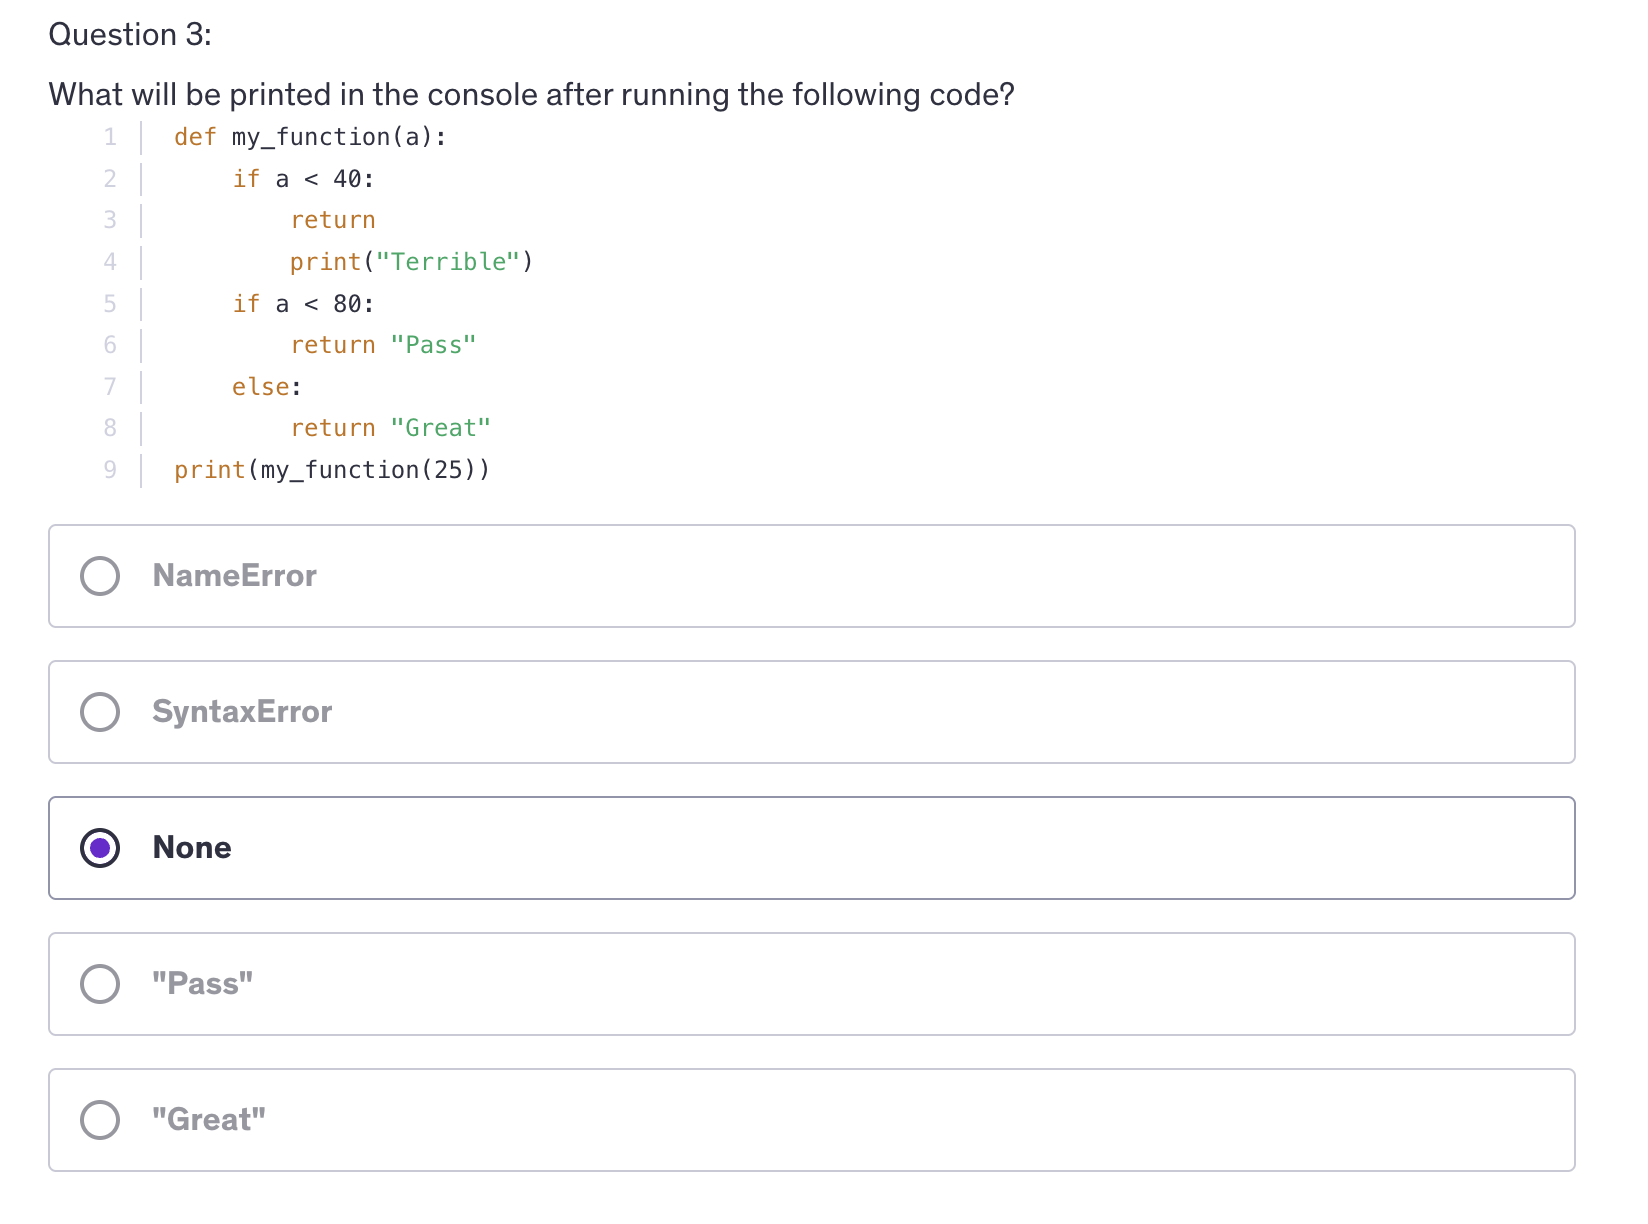 Question 3:
What will be printed in the console after running the following code?
1 def my_function(a):
2     if a < 40:
3         return
4         print("Terrible")
5     if a < 80:
6         return "Pass"
7     else:
8         return "Great"
9 print(my_function(25))
NameError
SyntaxError
None
"Pass"
"Great"